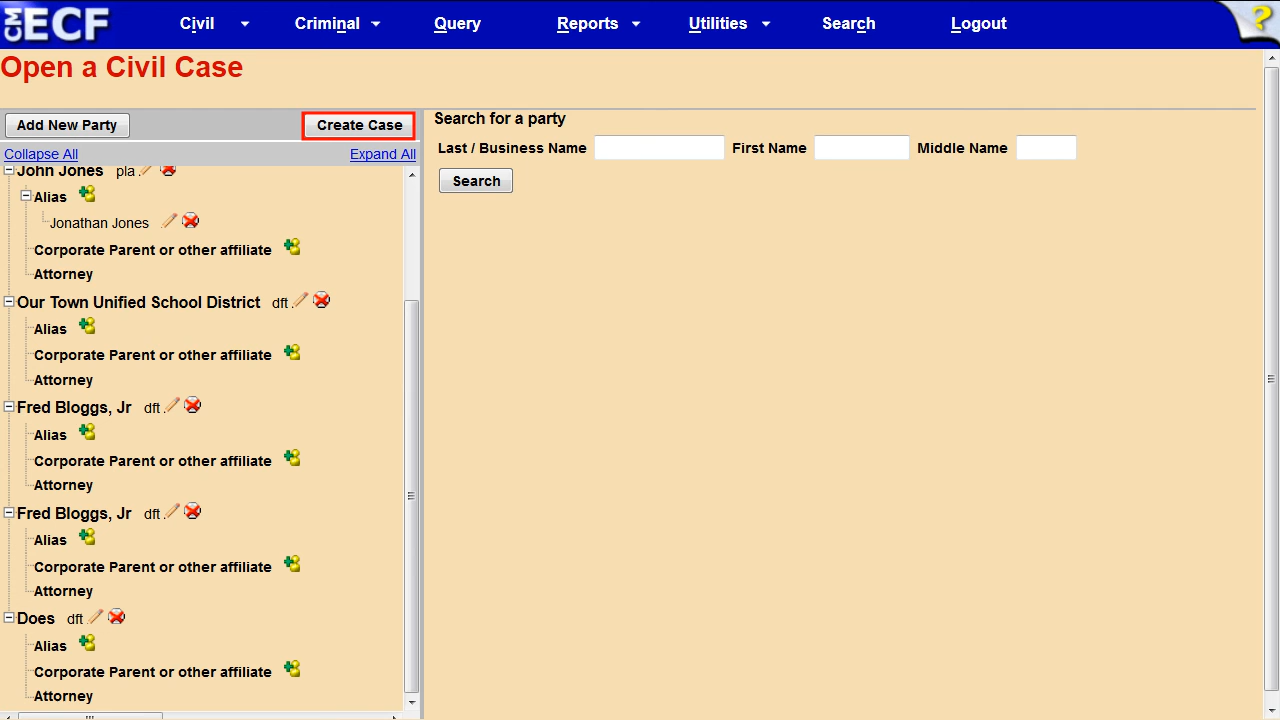 CM ECF
Civil Criminal Query Reports Utilities Search Logout ?
Open a Civil Case
Add New Party Create Case
Collapse All Expand All
John Jones pla
Alias
Jonathan Jones
Corporate Parent or other affiliate
Attorney
Our Town Unified School District dft
Alias
Corporate Parent or other affiliate
Attorney
Fred Bloggs, Jr dft
Alias
Corporate Parent or other affiliate
Attorney
Fred Bloggs, Jr dft
Alias
Corporate Parent or other affiliate
Attorney
Does dft
Alias
Corporate Parent or other affiliate
Attorney
Search for a party
Last / Business Name First Name Middle Name
Search